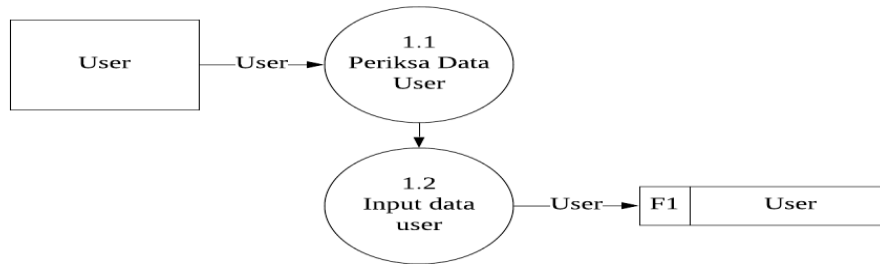 User
User
1.1
Periksa Data
User
1.2
Input data
user
User
F1
User